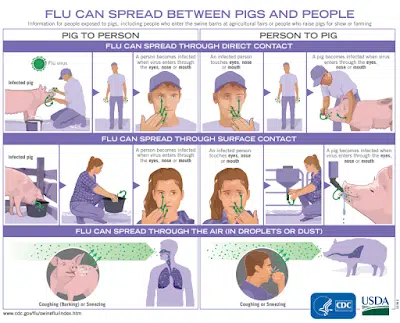 FLU CAN SPREAD BETWEEN PIGS AND PEOPLE
Information for people exposed to pigs, including people who enter the swine barns at agricultural fairs or people who raise pigs for show or farming
PIG TO PERSON
PERSON TO PIG
FLU CAN SPREAD THROUGH DIRECT CONTACT
Flu virus
Infected pig
A person becomes infected
when virus enters through
the eyes, nose or mouth
An infected person
touches eyes, nose
or mouth
A pig becomes infected when virus
enters through the eyes, nose or
mouth
FLU CAN SPREAD THROUGH SURFACE CONTACT
Infected pig
A person becomes infected
when virus enters through
the eyes, nose or mouth
An infected person
touches eyes, nose
or mouth
A pig becomes infected when
virus enters through the eyes,
nose or mouth
FLU CAN SPREAD THROUGH THE AIR (IN DROPLETS OR DUST)
Coughing (Barking) or Sneezing
Coughing or Sneezing
CDC
USDA
www.cdc.gov/flu/swineflu/index.htm